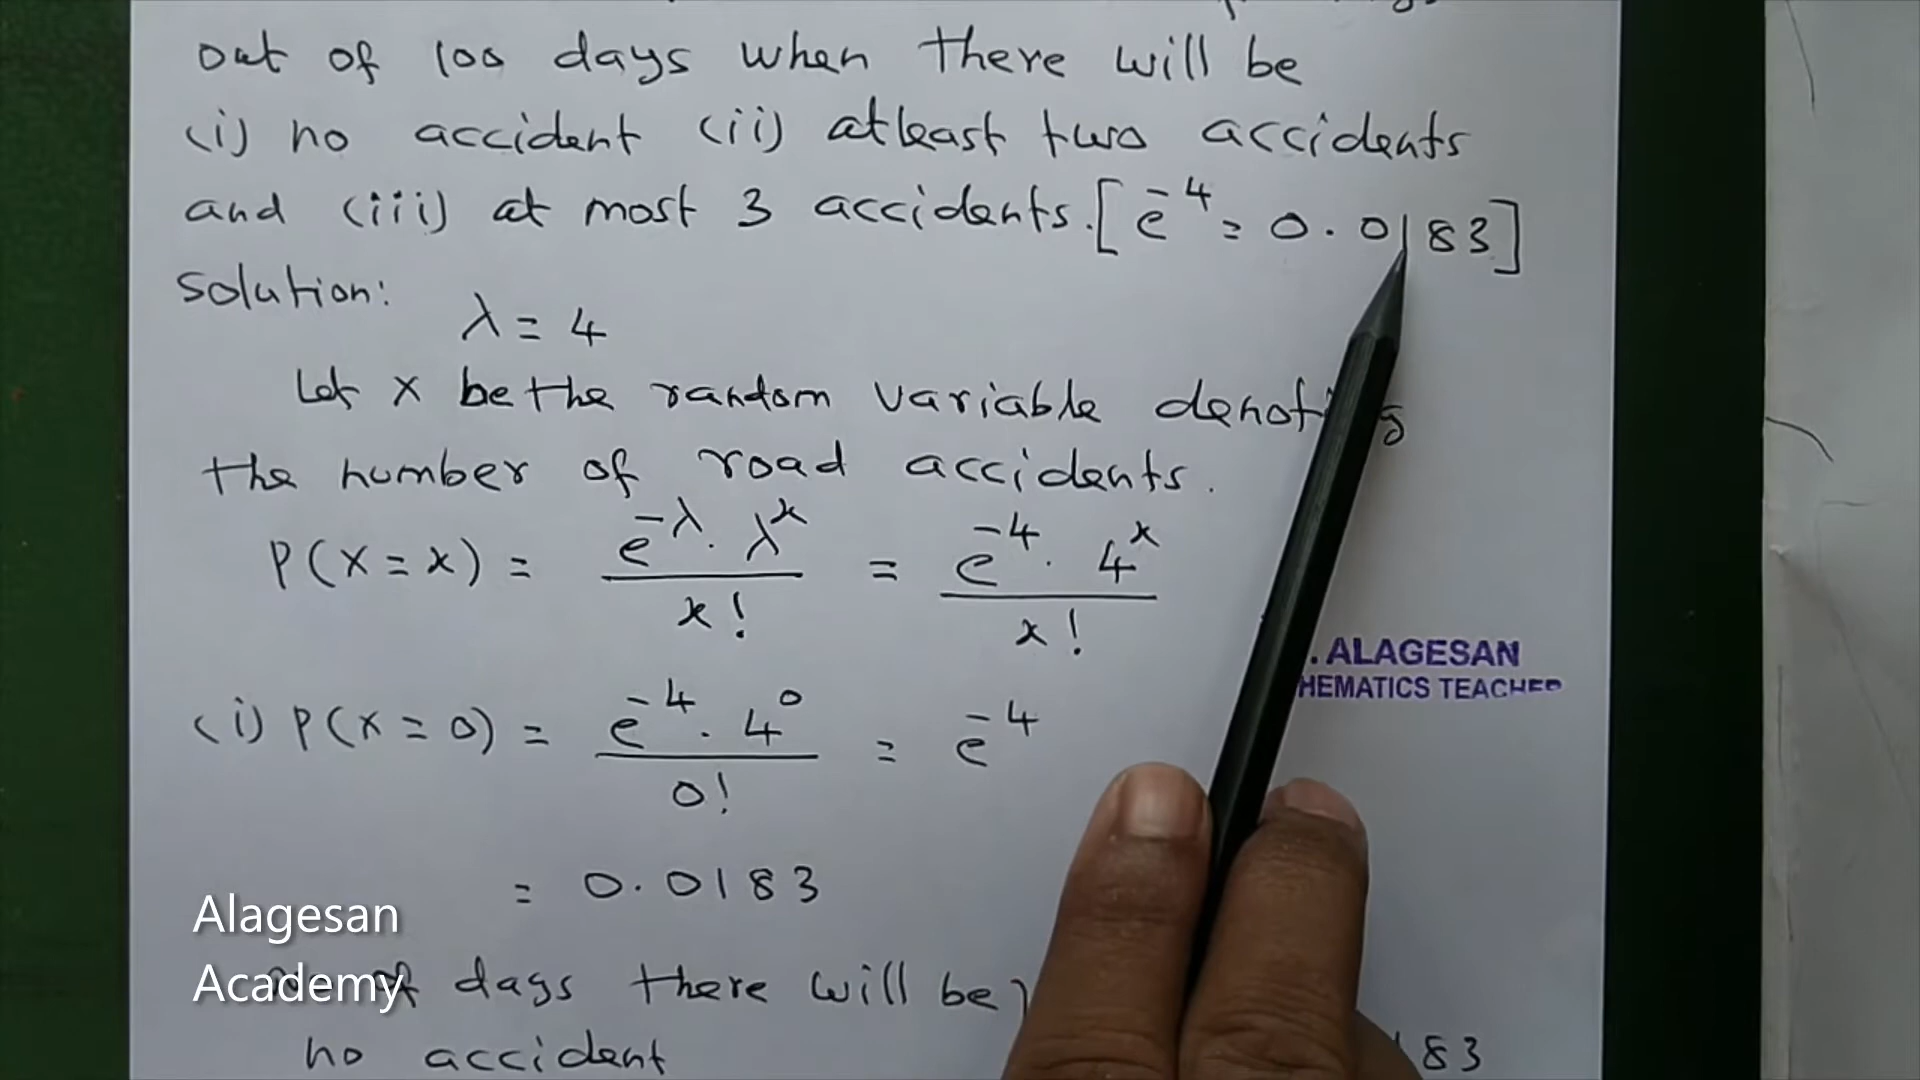 out of 100 days when there will be
(i) no accident (ii) atleast two accidents
and (iii) at most 3 accidents. [e^-4 = 0.0183]
Solution:
λ = 4
Let X be the random variable
the number of road accidents.
P(X = x) = e^-λ . λ^x / x! = e^-4 . 4^x / x!
. ALAGESAN
HEMATICS TEACHER
(i) P(X = 0) = e^-4 . 4^0 / 0! = e^-4
= 0.0183
Alagesan
Academy
of days there will be
no accident 183